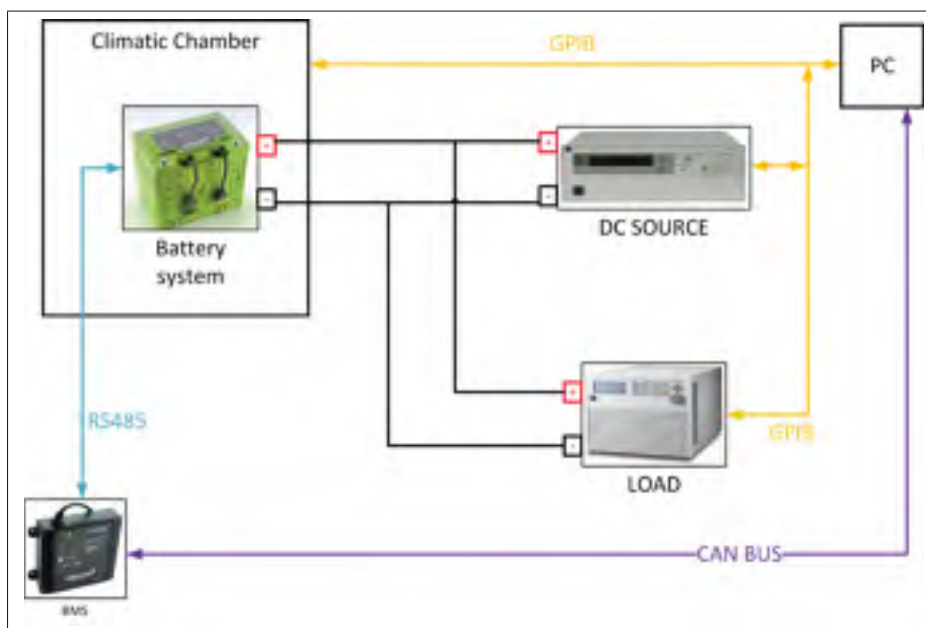 Climatic Chamber
GPIB
PC
Battery
system
DC SOURCE
RS485
GPIB
LOAD
CAN BUS
BMS